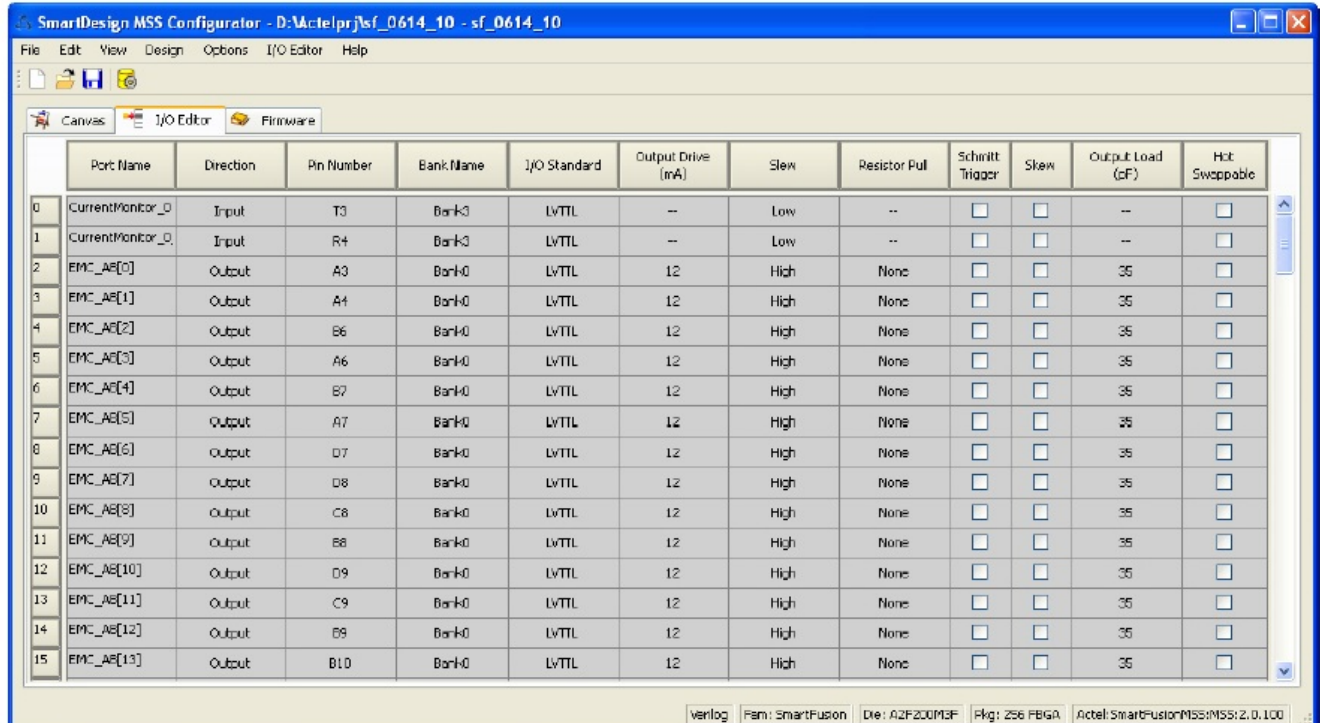 SmartDesign MSS Configurator - D:\Actelprj\sf_0614_10 - sf_0614_10
File Edit View Design Options I/O Editor Help
Canvas I/O Editor Firmware
Port Name Direction Pin Number Bank Name I/O Standard Output Drive (mA) Slew Resistor Pull Schmitt Trigger Skew Output Load (pF) Hot Swappable
0 CurrentMonitor_0 Input T3 Bank3 LVTTL -- Low -- --
1 CurrentMonitor_0_ Input R4 Bank3 LVTTL -- Low -- --
2 EMC_AB[0] Output A3 Bank0 LVTTL 12 High None 35
3 EMC_AB[1] Output A4 Bank0 LVTTL 12 High None 35
4 EMC_AB[2] Output B6 Bank0 LVTTL 12 High None 35
5 EMC_AB[3] Output A6 Bank0 LVTTL 12 High None 35
6 EMC_AB[4] Output B7 Bank0 LVTTL 12 High None 35
7 EMC_AB[5] Output A7 Bank0 LVTTL 12 High None 35
8 EMC_AB[6] Output D7 Bank0 LVTTL 12 High None 35
9 EMC_AB[7] Output D8 Bank0 LVTTL 12 High None 35
10 EMC_AB[8] Output C8 Bank0 LVTTL 12 High None 35
11 EMC_AB[9] Output B8 Bank0 LVTTL 12 High None 35
12 EMC_AB[10] Output D9 Bank0 LVTTL 12 High None 35
13 EMC_AB[11] Output C9 Bank0 LVTTL 12 High None 35
14 EMC_AB[12] Output B9 Bank0 LVTTL 12 High None 35
15 EMC_AB[13] Output B10 Bank0 LVTTL 12 High None 35
Verilog Fam: SmartFusion Die: A2F200M3F Pkg: 256 FBGA Actel:SmartFusionMSS:MSS:2.0.100